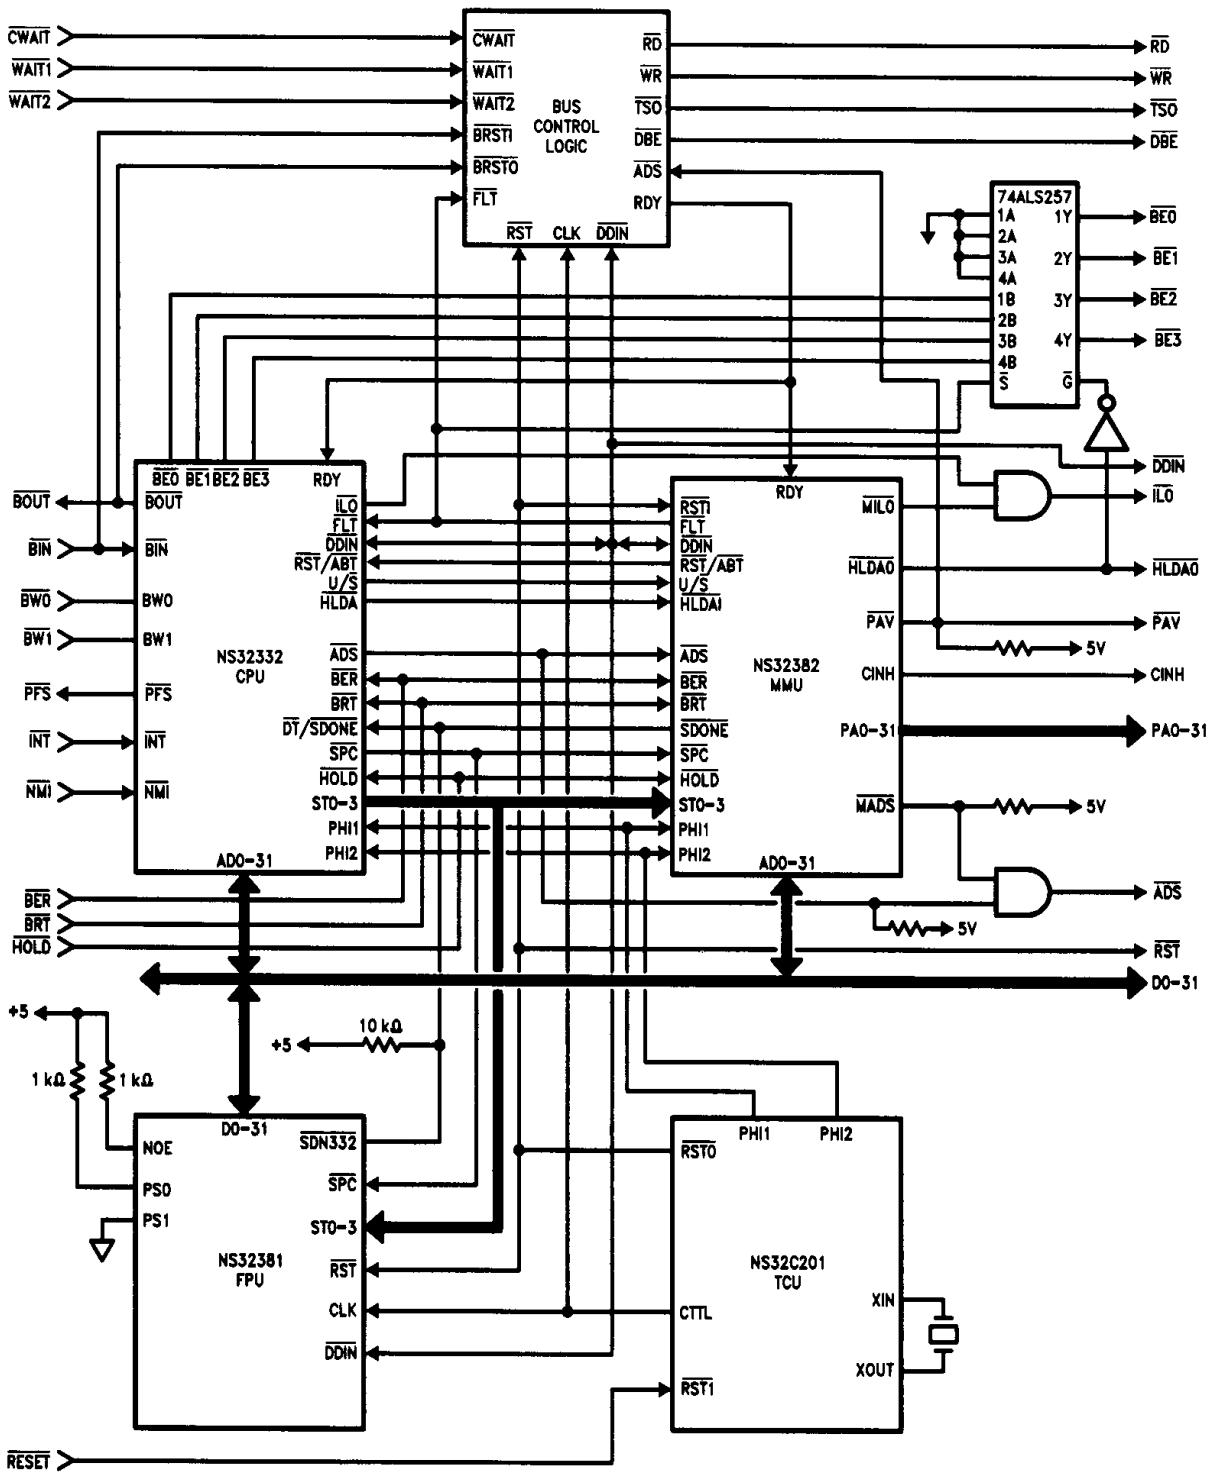 CWAIT
WAIT1
WAIT2
CWAIT
WAIT1
WAIT2
BRSTI
BRSTO
FLT
BUS
CONTROL
LOGIC
RD
WR
TSO
DBE
ADS
RDY
RST CLK DDIN
RD
WR
TSO
DBE
74ALS257
1A
2A
3A
4A
1B
2B
3B
4B
S
1Y
2Y
3Y
4Y
G
BE0
BE1
BE2
BE3
BOUT
BIN
BW0
BW1
PFS
INT
NMI
BE0 BE1 BE2 BE3 RDY
BOUT
BIN
BW0
BW1
PFS
INT
NMI
NS32332
CPU
ILO
FLT
DDIN
RST/ABT
U/S
HLDA
ADS
BER
BRT
DT/SDONE
SPC
HOLD
ST0-3
PHI1
PHI2
AD0-31
RDY
RSTI
FLT
DDIN
RST/ABT
U/S
HLDAI
ADS
BER
BRT
SDONE
SPC
HOLD
ST0-3
PHI1
PHI2
NS32382
MMU
MILO
HLDAO
PAV
CINH
PA0-31
MADS
AD0-31
DDIN
ILO
HLDAO
PAV
5V
CINH
PA0-31
5V
ADS
5V
RST
D0-31
BER
BRT
HOLD
+5
1 kΩ
1 kΩ
+5
10 kΩ
D0-31
NOE
PS0
PS1
NS32381
FPU
SDN332
SPC
ST0-3
RST
CLK
DDIN
PHI1
PHI2
RSTO
NS32C201
TCU
CTTL
RST1
XIN
XOUT
RESET